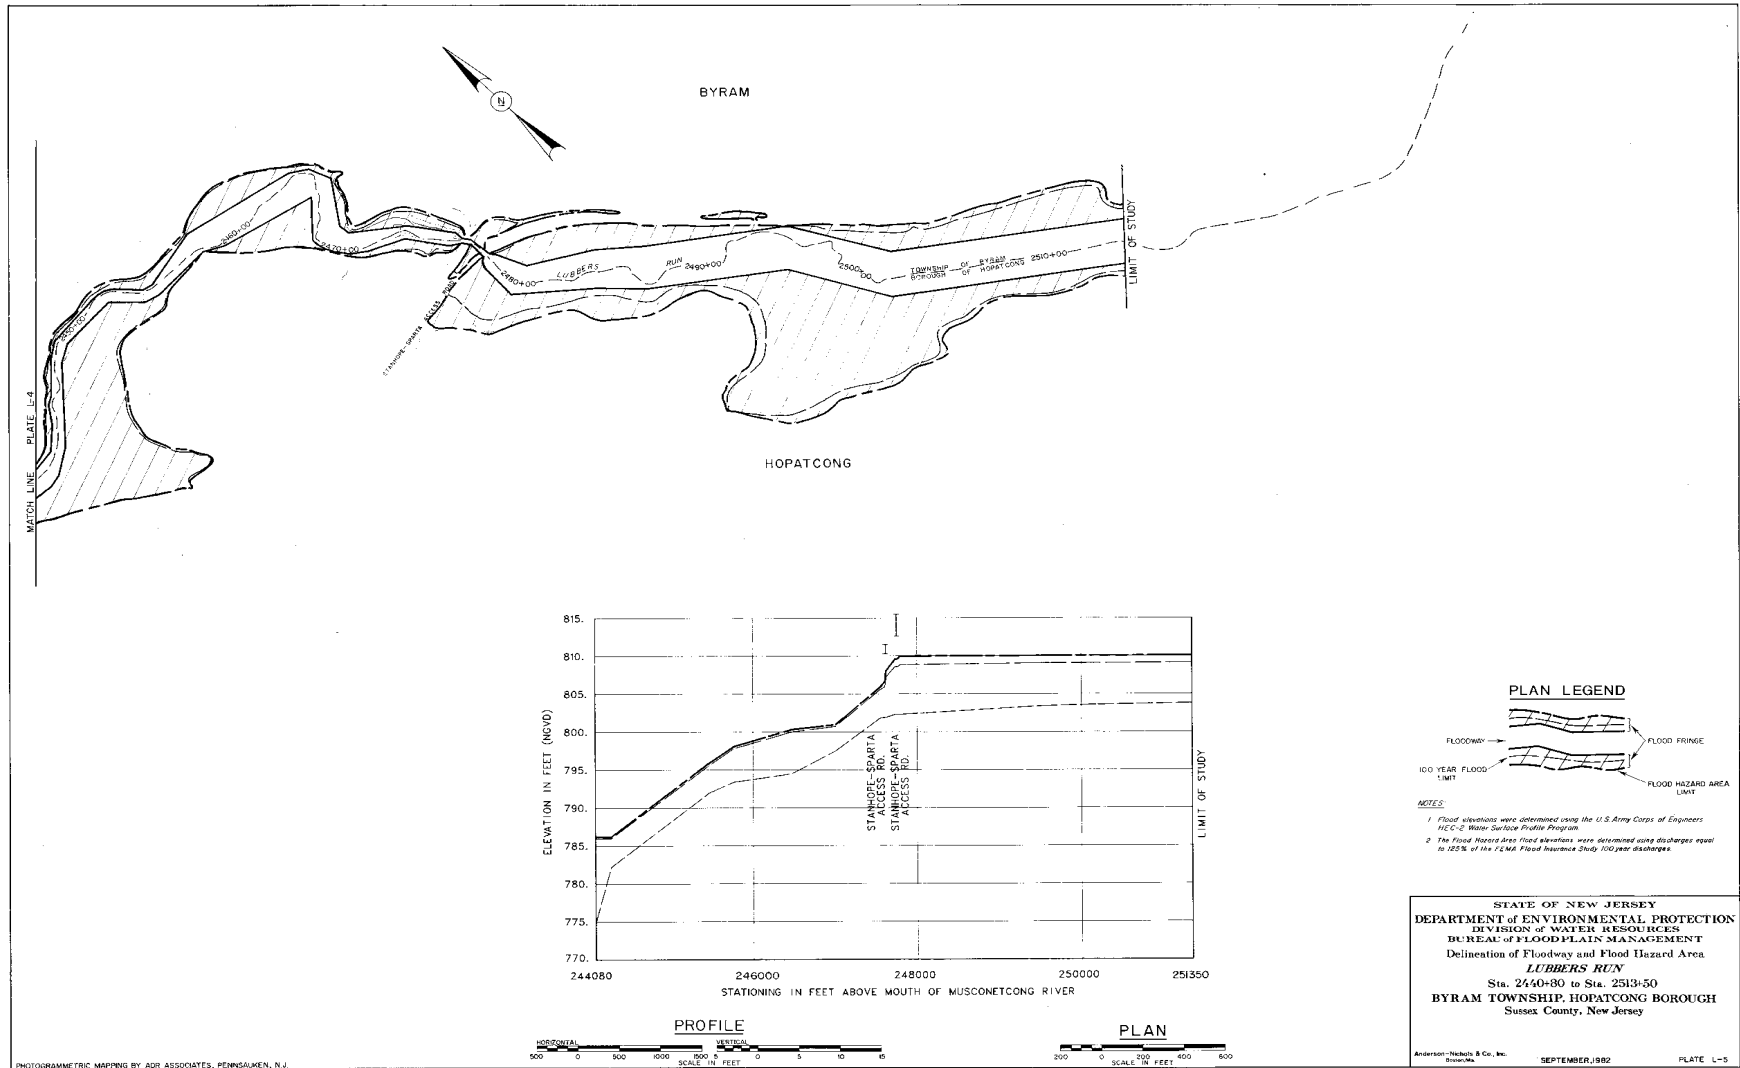 BYRAM
N
2460+00
2470+00
2450+00
2480+00
LUBBERS
RUN
2490+00
2500+00
TOWNSHIP OF BYRAM
BOROUGH OF HOPATCONG
2510+00
LIMIT OF STUDY
STANHOPE-SPARTA ACCESS ROAD
MATCH LINE PLATE L-4
HOPATCONG
815.
810.
805.
800.
795.
790.
785.
780.
775.
770.
ELEVATION IN FEET (NGVD)
STANHOPE-SPARTA
ACCESS RD.
STANHOPE-SPARTA
ACCESS RD.
LIMIT OF STUDY
244080 246000 248000 250000 251350
STATIONING IN FEET ABOVE MOUTH OF MUSCONETCONG RIVER
PROFILE
HORIZONTAL VERTICAL
500 0 500 1000 1500 5 0 5 10 15
SCALE IN FEET
PLAN
200 0 200 400 600
SCALE IN FEET
PLAN LEGEND
FLOODWAY
FLOOD FRINGE
100 YEAR FLOOD
LIMIT
FLOOD HAZARD AREA
LIMIT
NOTES:
1 Flood elevations were determined using the U.S. Army Corps of Engineers
HEC-2 Water Surface Profile Program.
2 The Flood Hazard Area flood elevations were determined using discharges equal
to 125% of the FEMA Flood Insurance Study 100 year discharges.
STATE OF NEW JERSEY
DEPARTMENT of ENVIRONMENTAL PROTECTION
DIVISION of WATER RESOURCES
BUREAU of FLOOD PLAIN MANAGEMENT
Delineation of Floodway and Flood Hazard Area
LUBBERS RUN
Sta. 2440+80 to Sta. 2513+50
BYRAM TOWNSHIP, HOPATCONG BOROUGH
Sussex County, New Jersey
Anderson-Nichols & Co., Inc.
Boston, Ma.
SEPTEMBER, 1982
PLATE L-5
PHOTOGRAMMETRIC MAPPING BY ADR ASSOCIATES, PENNSAUKEN, N.J.